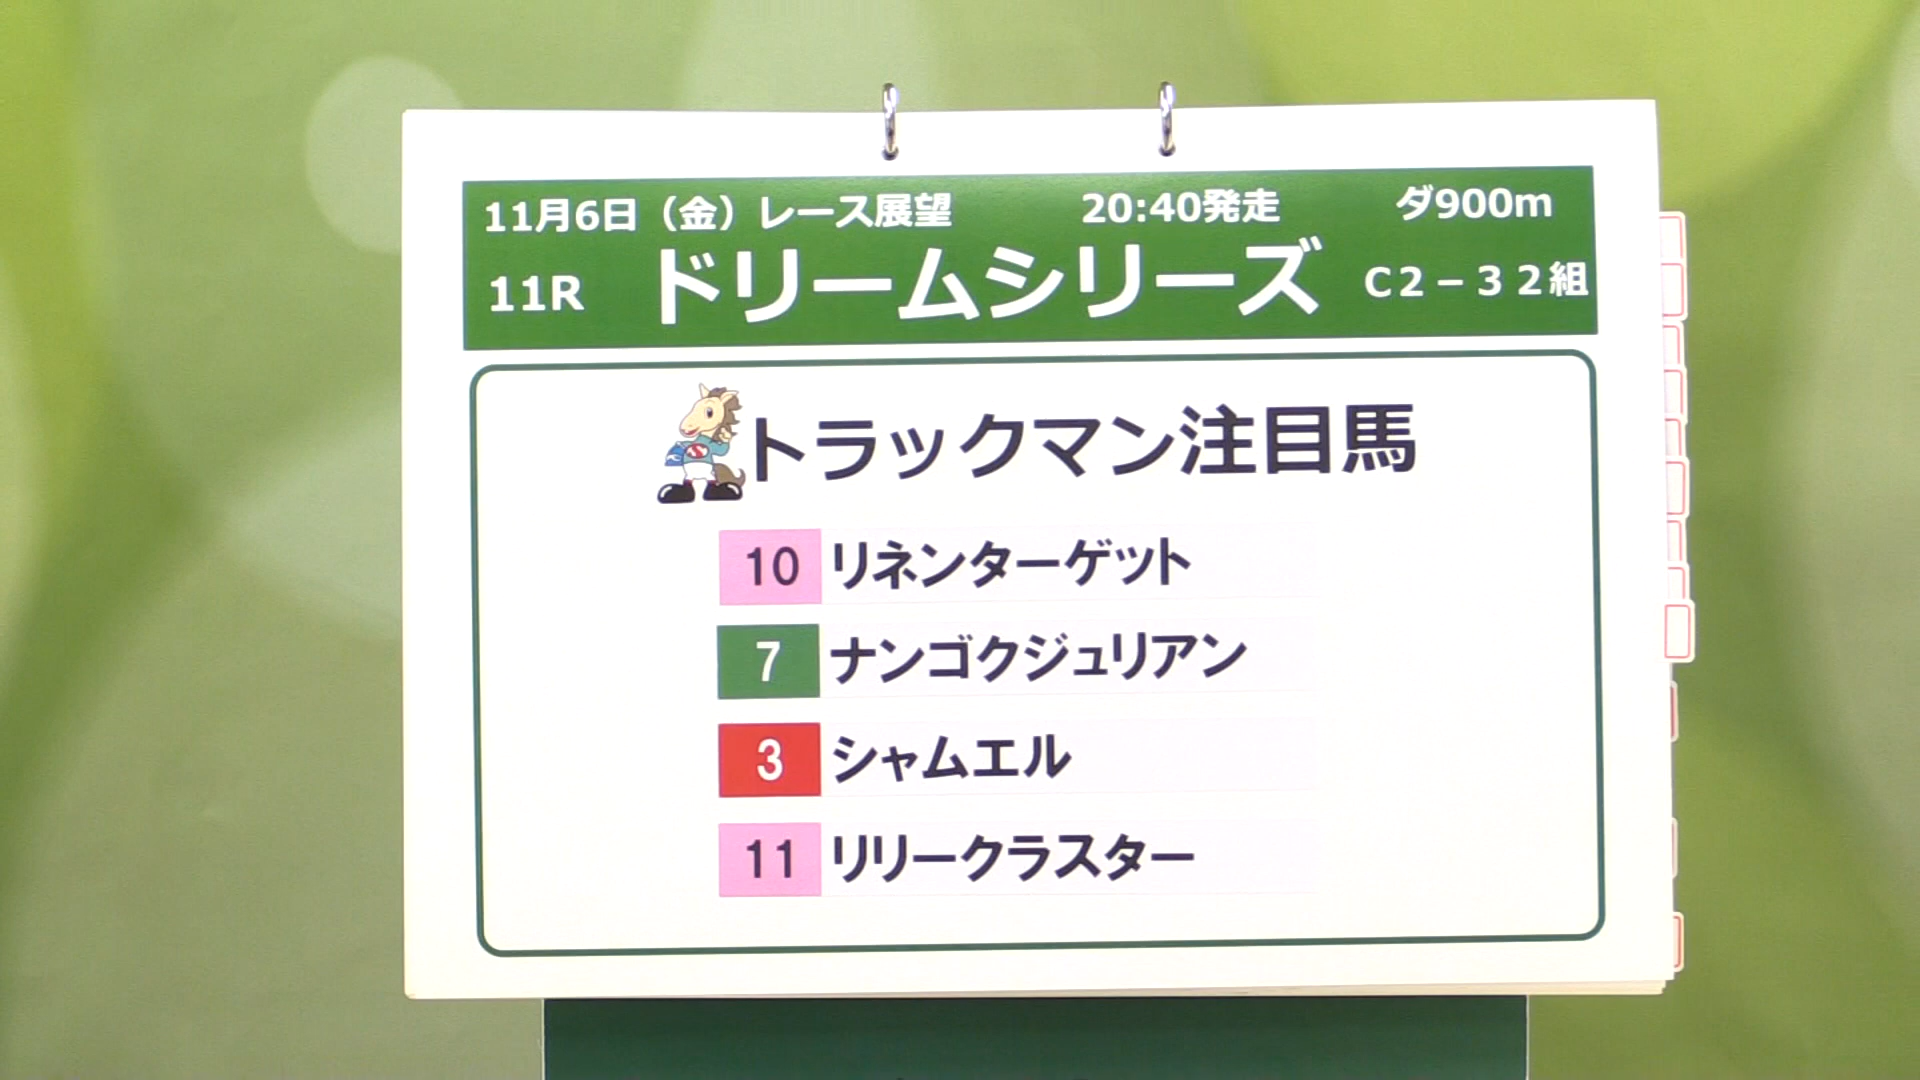 11月6日（金）レース展望 20:40発走 ダ900m
11R ドリームシリーズ C2－３２組
トラックマン注目馬
10 リネンターゲット
7 ナンゴクジュリアン
3 シャムエル
11 リリークラスター